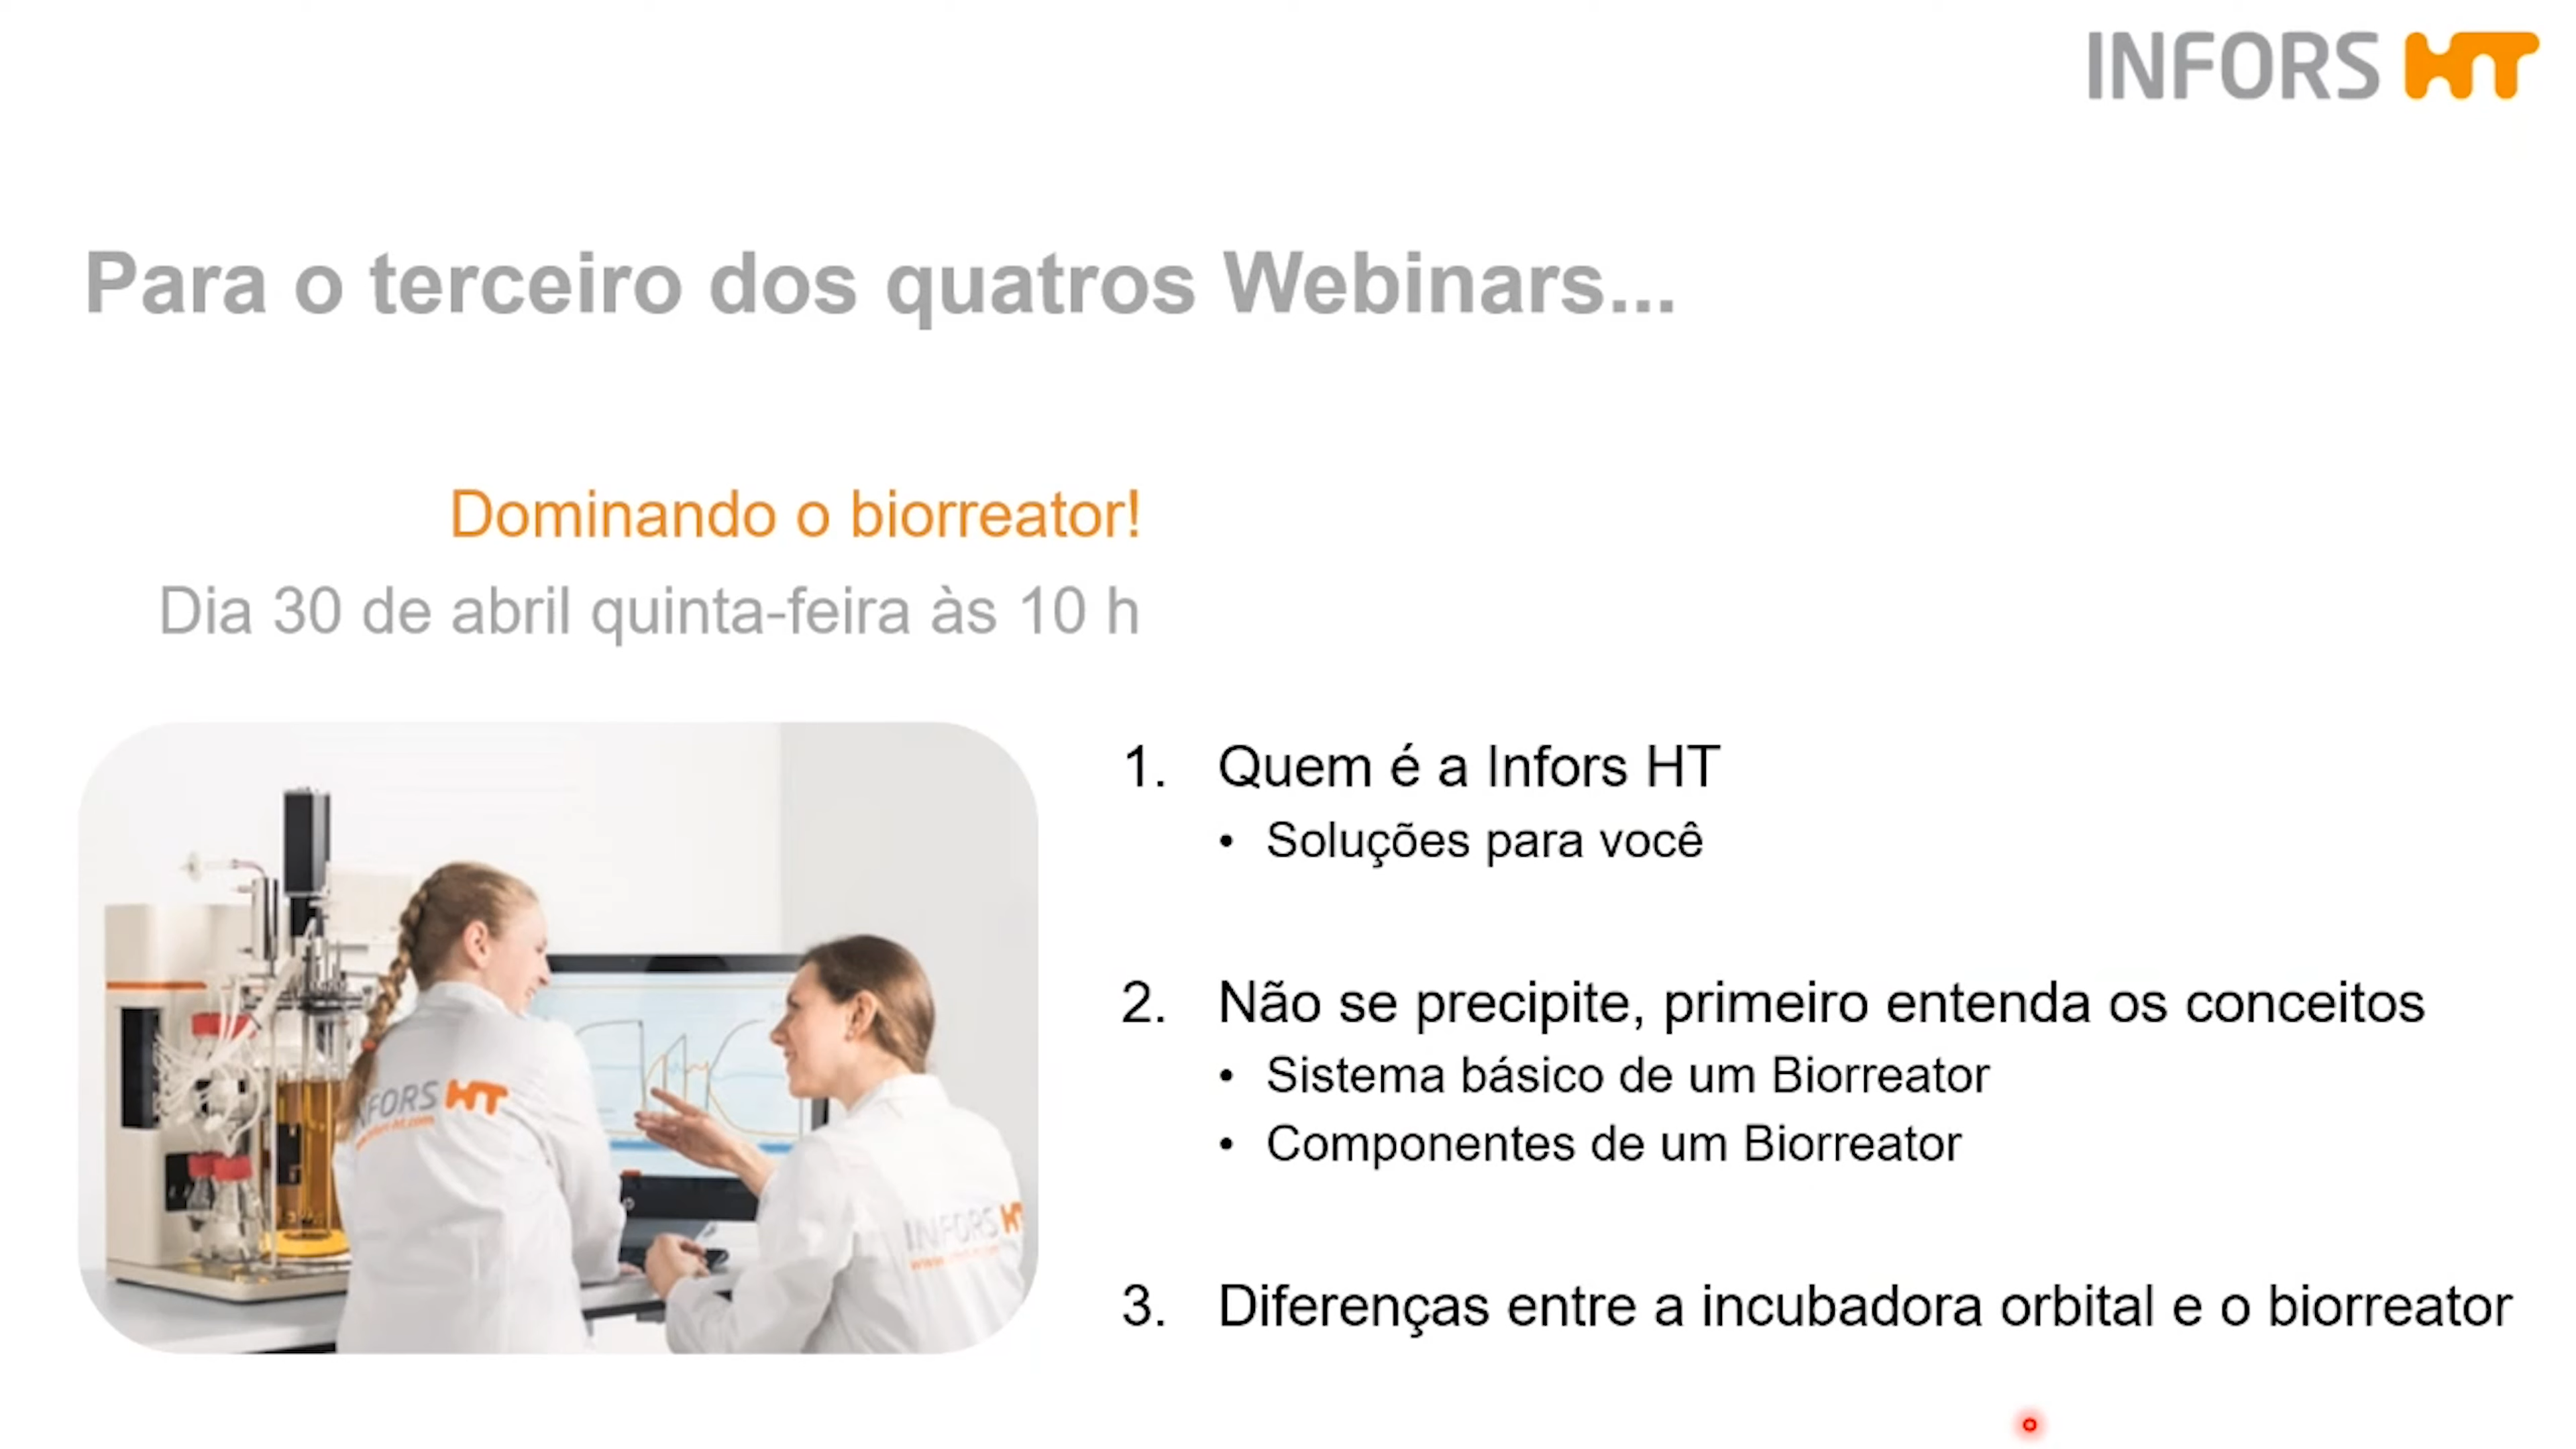 INFORS HT
Para o terceiro dos quatros Webinars...
Dominando o biorreator!
Dia 30 de abril quinta-feira às 10 h
1. Quem é a Infors HT
• Soluções para você
2. Não se precipite, primeiro entenda os conceitos
• Sistema básico de um Biorreator
• Componentes de um Biorreator
3. Diferenças entre a incubadora orbital e o biorreator
NFORS HT
INFORS HT